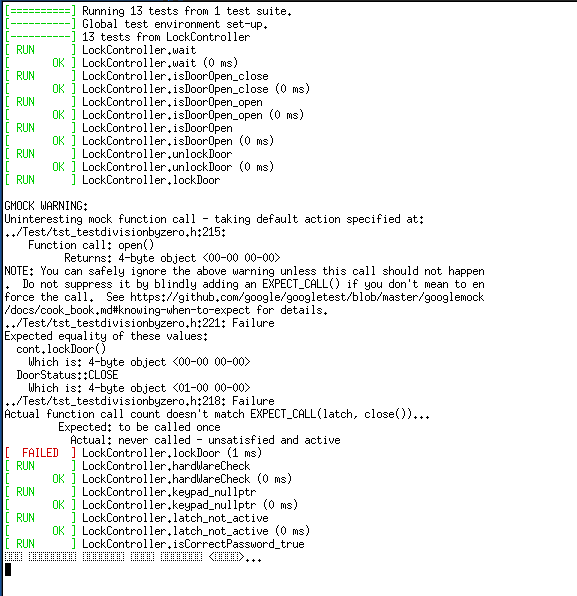 [==========] Running 13 tests from 1 test suite.
[----------] Global test environment set-up.
[----------] 13 tests from LockController
[ RUN      ] LockController.wait
[       OK ] LockController.wait (0 ms)
[ RUN      ] LockController.isDoorOpen_close
[       OK ] LockController.isDoorOpen_close (0 ms)
[ RUN      ] LockController.isDoorOpen_open
[       OK ] LockController.isDoorOpen_open (0 ms)
[ RUN      ] LockController.isDoorOpen
[       OK ] LockController.isDoorOpen (0 ms)
[ RUN      ] LockController.unlockDoor
[       OK ] LockController.unlockDoor (0 ms)
[ RUN      ] LockController.lockDoor
GMOCK WARNING:
Uninteresting mock function call - taking default action specified at:
../Test/tst_testdivisionbyzero.h:215:
    Function call: open()
          Returns: 4-byte object <00-00 00-00>
NOTE: You can safely ignore the above warning unless this call should not happen
.  Do not suppress it by blindly adding an EXPECT_CALL() if you don't mean to en
force the call.  See https://github.com/google/googletest/blob/master/googlemock
/docs/cook_book.md#knowing-when-to-expect for details.
../Test/tst_testdivisionbyzero.h:221: Failure
Expected equality of these values:
  cont.lockDoor()
    Which is: 4-byte object <00-00 00-00>
  DoorStatus::CLOSE
    Which is: 4-byte object <01-00 00-00>
../Test/tst_testdivisionbyzero.h:218: Failure
Actual function call count doesn't match EXPECT_CALL(latch, close())...
         Expected: to be called once
           Actual: never called - unsatisfied and active
[  FAILED  ] LockController.lockDoor (1 ms)
[ RUN      ] LockController.hardWareCheck
[       OK ] LockController.hardWareCheck (0 ms)
[ RUN      ] LockController.keypad_nullptr
[       OK ] LockController.keypad_nullptr (0 ms)
[ RUN      ] LockController.latch_not_active
[       OK ] LockController.latch_not_active (0 ms)
[ RUN      ] LockController.isCorrectPassword_true